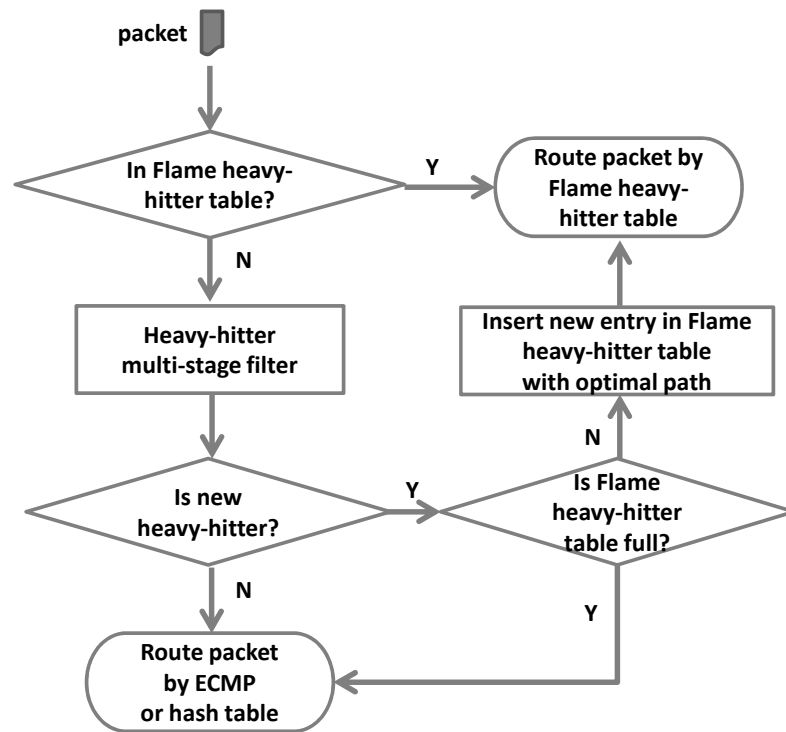 packet
In Flame heavy-
hitter table?
Y
Route packet by
Flame heavy-
hitter table
N
Heavy-hitter
multi-stage filter
Insert new entry in Flame
heavy-hitter table
with optimal path
N
Is new
heavy-hitter?
Y
Is Flame
heavy-hitter
table full?
N
Y
Route packet
by ECMP
or hash table